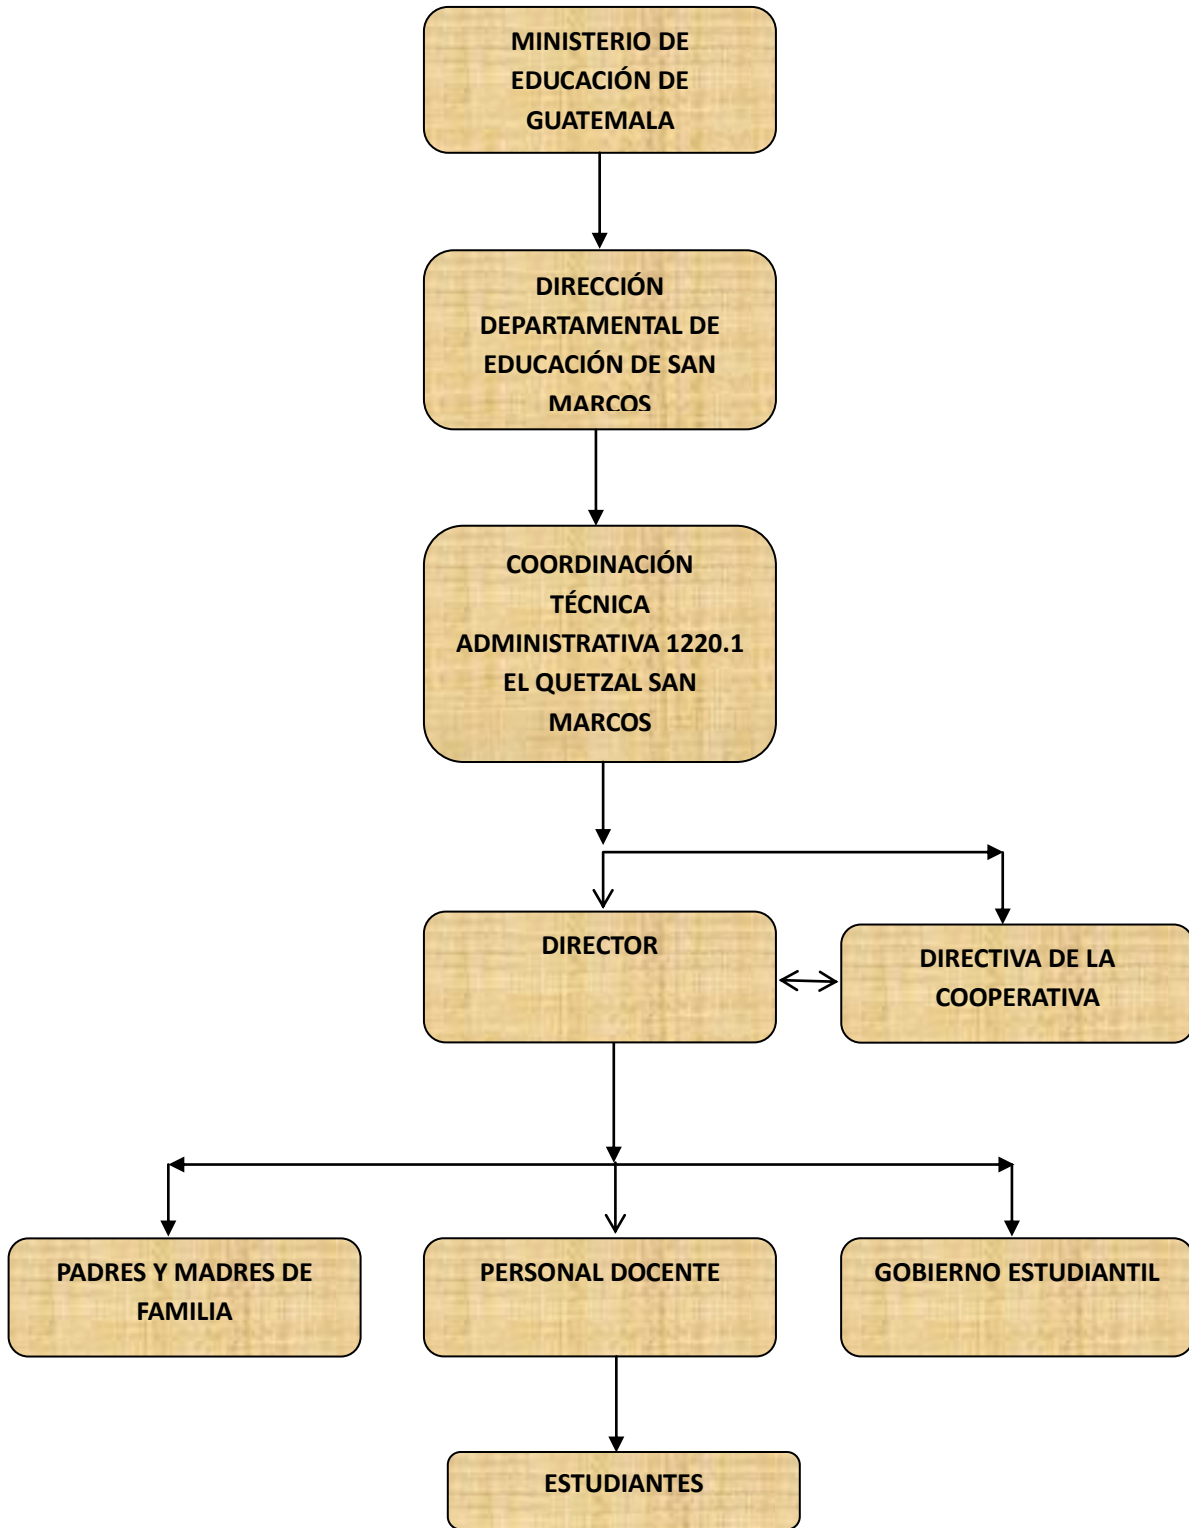 MINISTERIO DE
EDUCACIÓN DE
GUATEMALA
DIRECCIÓN
DEPARTAMENTAL DE
EDUCACIÓN DE SAN
MARCOS
COORDINACIÓN
TÉCNICA
ADMINISTRATIVA 1220.1
EL QUETZAL SAN
MARCOS
DIRECTOR
DIRECTIVA DE LA
COOPERATIVA
PADRES Y MADRES DE
FAMILIA
PERSONAL DOCENTE
GOBIERNO ESTUDIANTIL
ESTUDIANTES